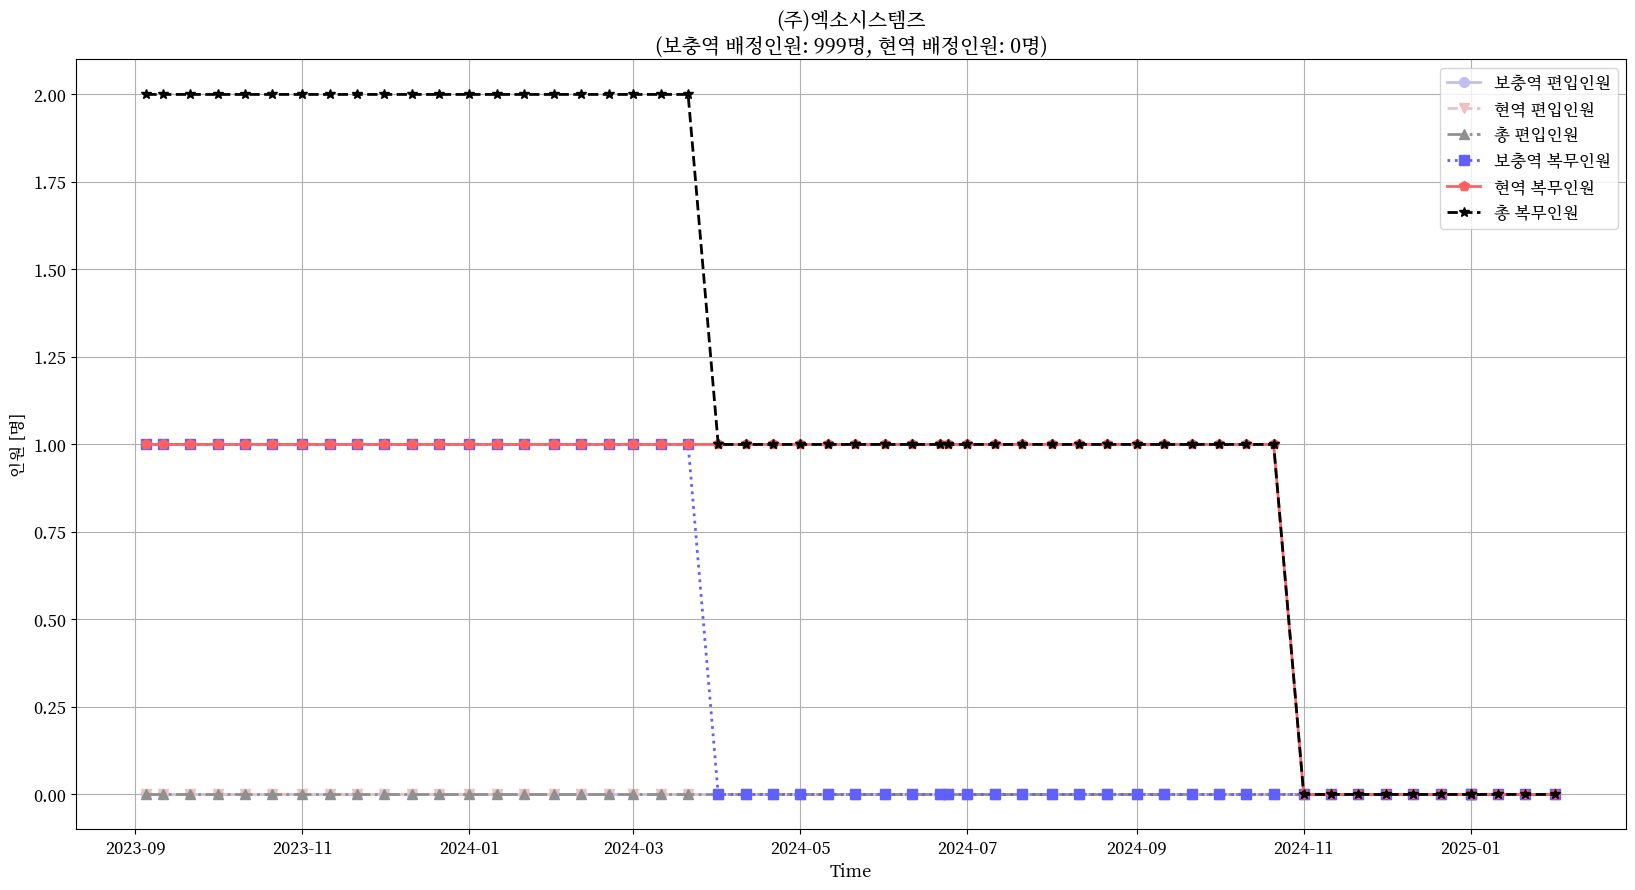 (주)엑소시스템즈
(보충역 배정인원: 999명, 현역 배정인원: 0명)
보충역 편입인원
현역 편입인원
총 편입인원
보충역 복무인원
현역 복무인원
총 복무인원
2.00
1.75
1.50
1.25
1.00
0.75
0.50
0.25
0.00
인원 [명]
2023-09
2023-11
2024-01
2024-03
2024-05
2024-07
2024-09
2024-11
2025-01
Time